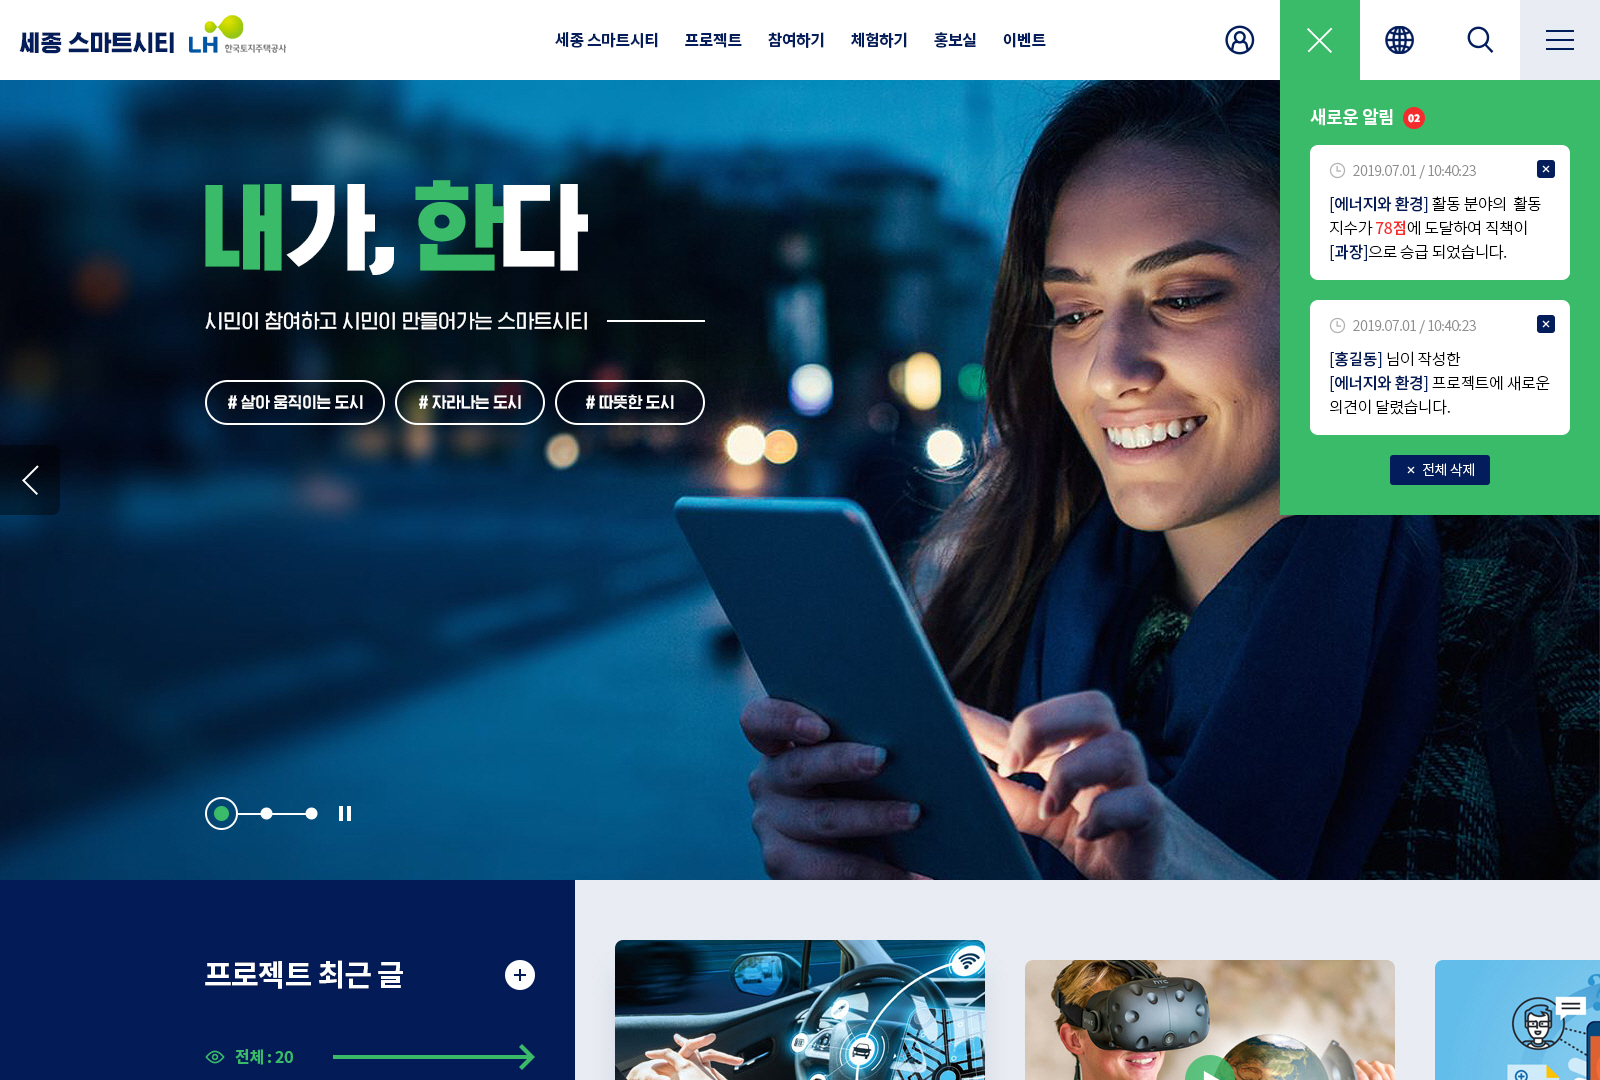 세종 스마트시티
LH 한국토지주택공사
세종 스마트시티
프로젝트
참여하기
체험하기
홍보실
이벤트
새로운 알림 02
2019.07.01 / 10:40:23
[에너지와 환경] 활동 분야의 활동
지수가 78점에 도달하여 직책이
[과장]으로 승급 되었습니다.
2019.07.01 / 10:40:23
[홍길동] 님이 작성한
[에너지와 환경] 프로젝트에 새로운
의견이 달렸습니다.
× 전체 삭제
내가, 한다
시민이 참여하고 시민이 만들어가는 스마트시티
# 살아 움직이는 도시
# 자라나는 도시
# 따뜻한 도시
프로젝트 최근 글
전체 : 20
hTC